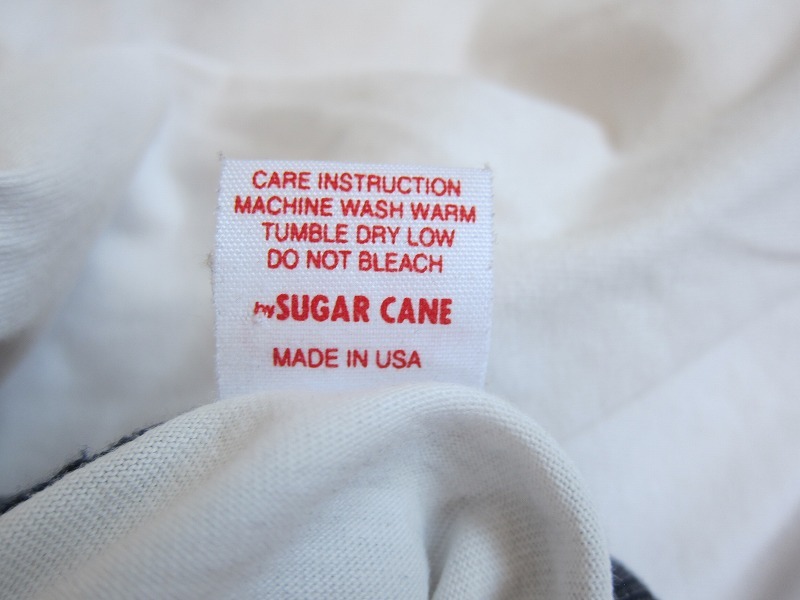 CARE INSTRUCTION
MACHINE WASH WARM
TUMBLE DRY LOW
DO NOT BLEACH
by SUGAR CANE
MADE IN USA